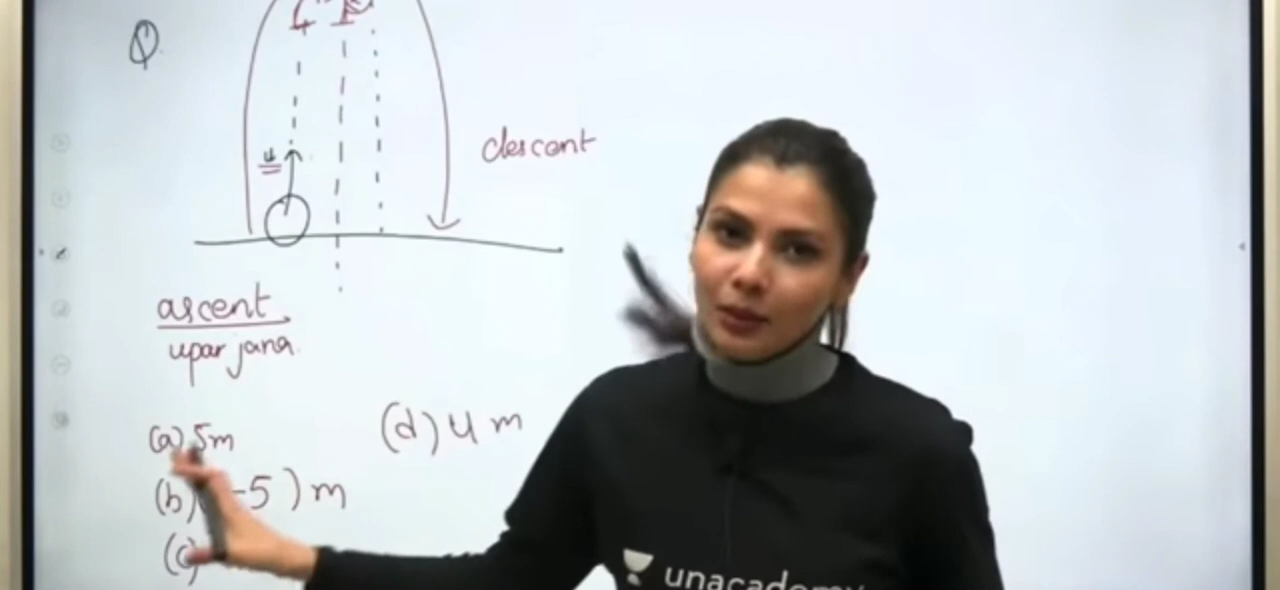 Q
u
descent
ascent
upar jana
(a) 5m
(d) 4 m
(b) (-5) m
(c)
unacademy